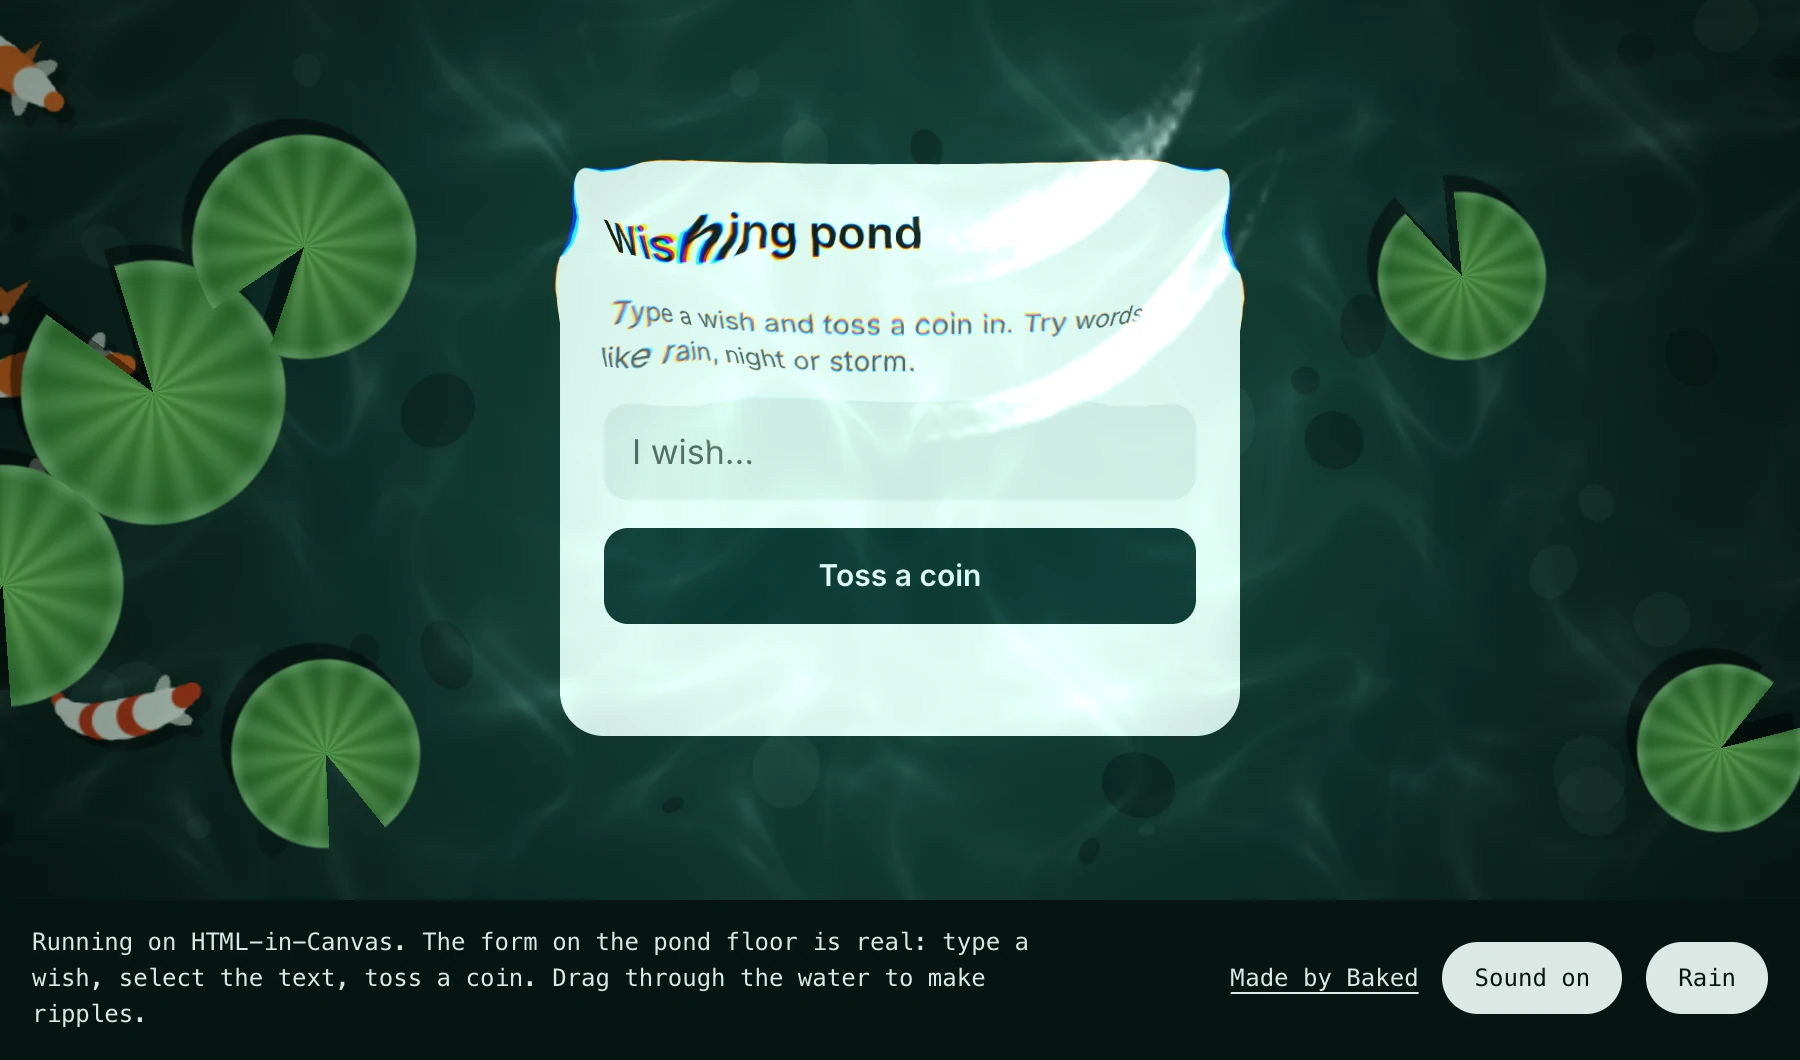 Wishing pond
Type a wish and toss a coin in. Try words
like rain, night or storm.
I wish...
Toss a coin
Running on HTML-in-Canvas. The form on the pond floor is real: type a
wish, select the text, toss a coin. Drag through the water to make
ripples.
Made by Baked
Sound on
Rain